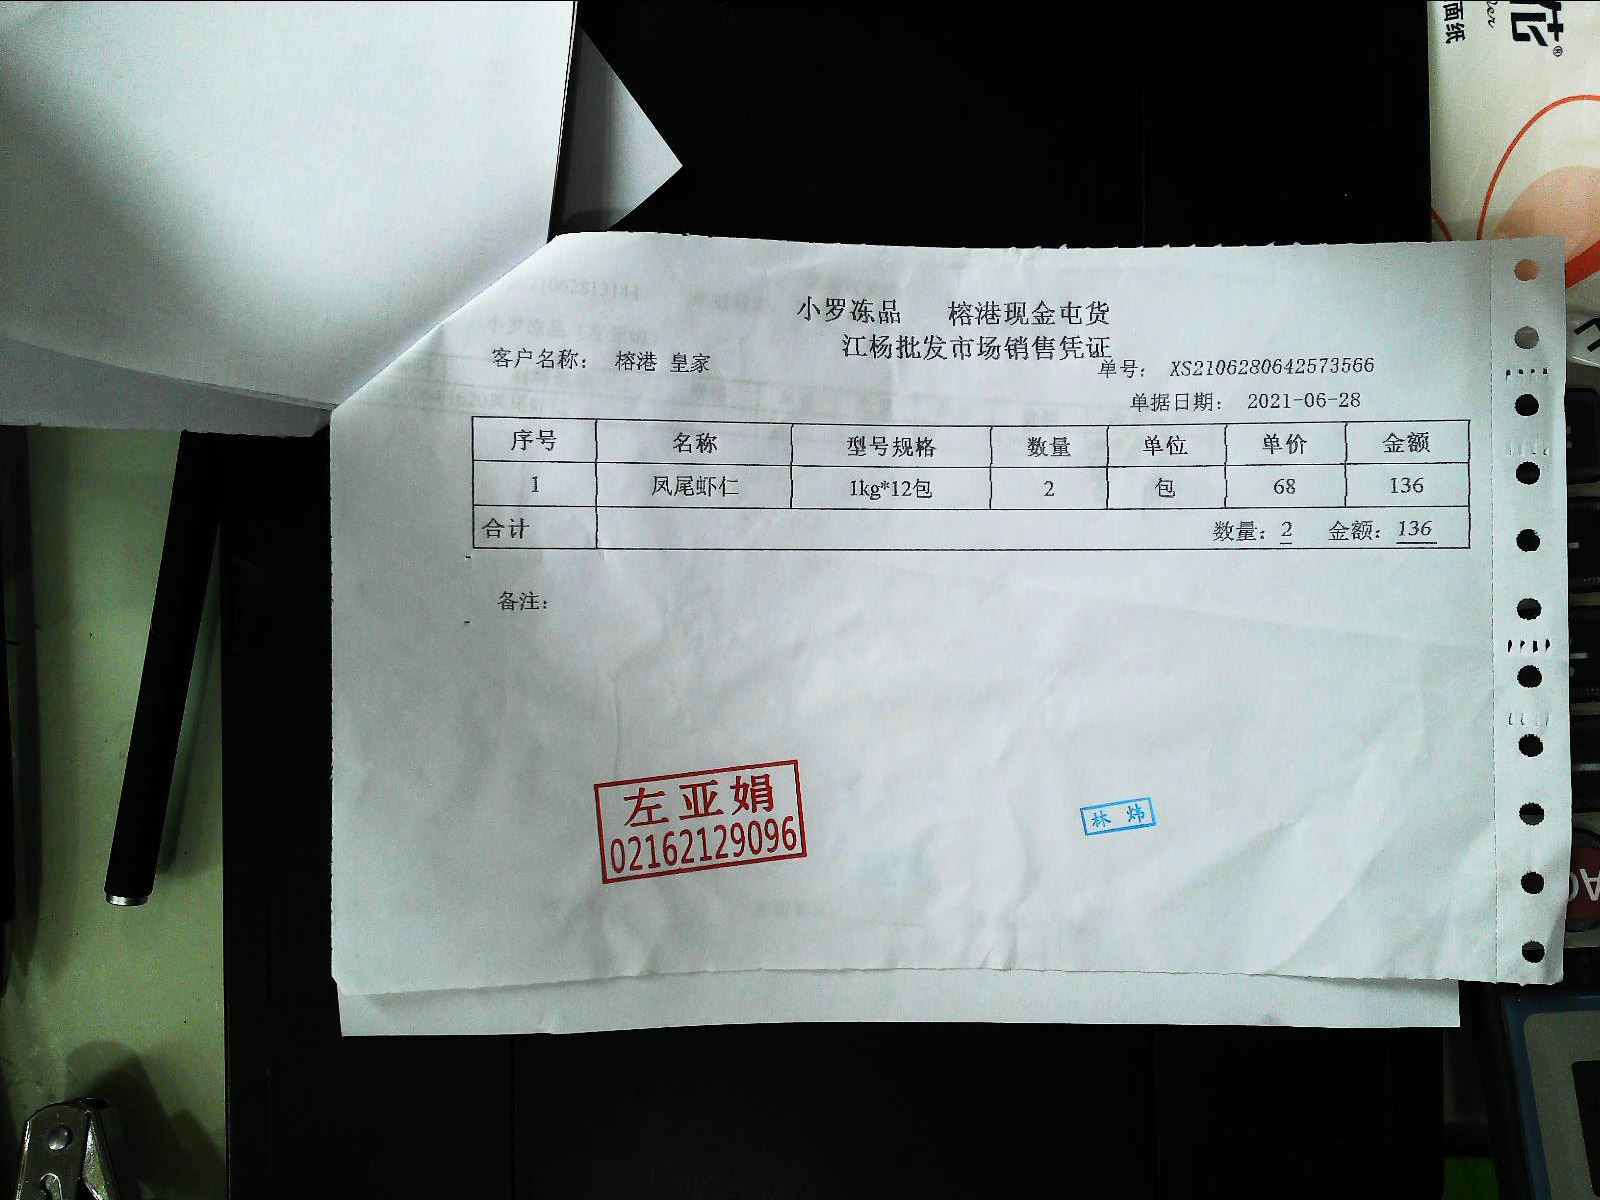 花®
面纸
小罗冻品 榕港现金屯货
江杨批发市场销售凭证
客户名称： 榕港 皇家
单号： XS2106280642573566
单据日期： 2021-06-28
序号 名称 型号规格 数量 单位 单价 金额
1 凤尾虾仁 1kg*12包 2 包 68 136
合计 数量：2 金额：136
备注：
左亚娟
02162129096
林炜